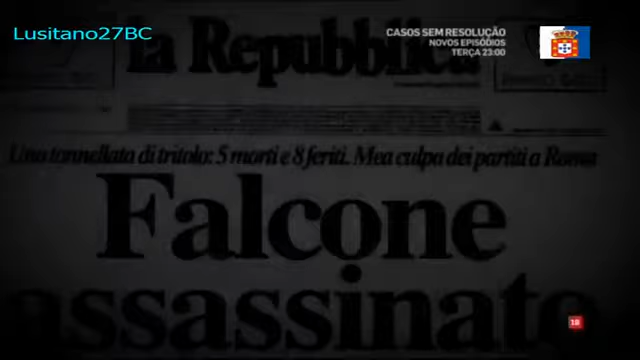 Lusitano27BC
CASOS SEM RESOLUÇÃO
NOVOS EPISÓDIOS
TERÇA 23:00
la Repubblica
Una tonnellata di tritolo: 5 morti e 8 feriti. Mea culpa dei partiti a Roma
Falcone
assassinato
18